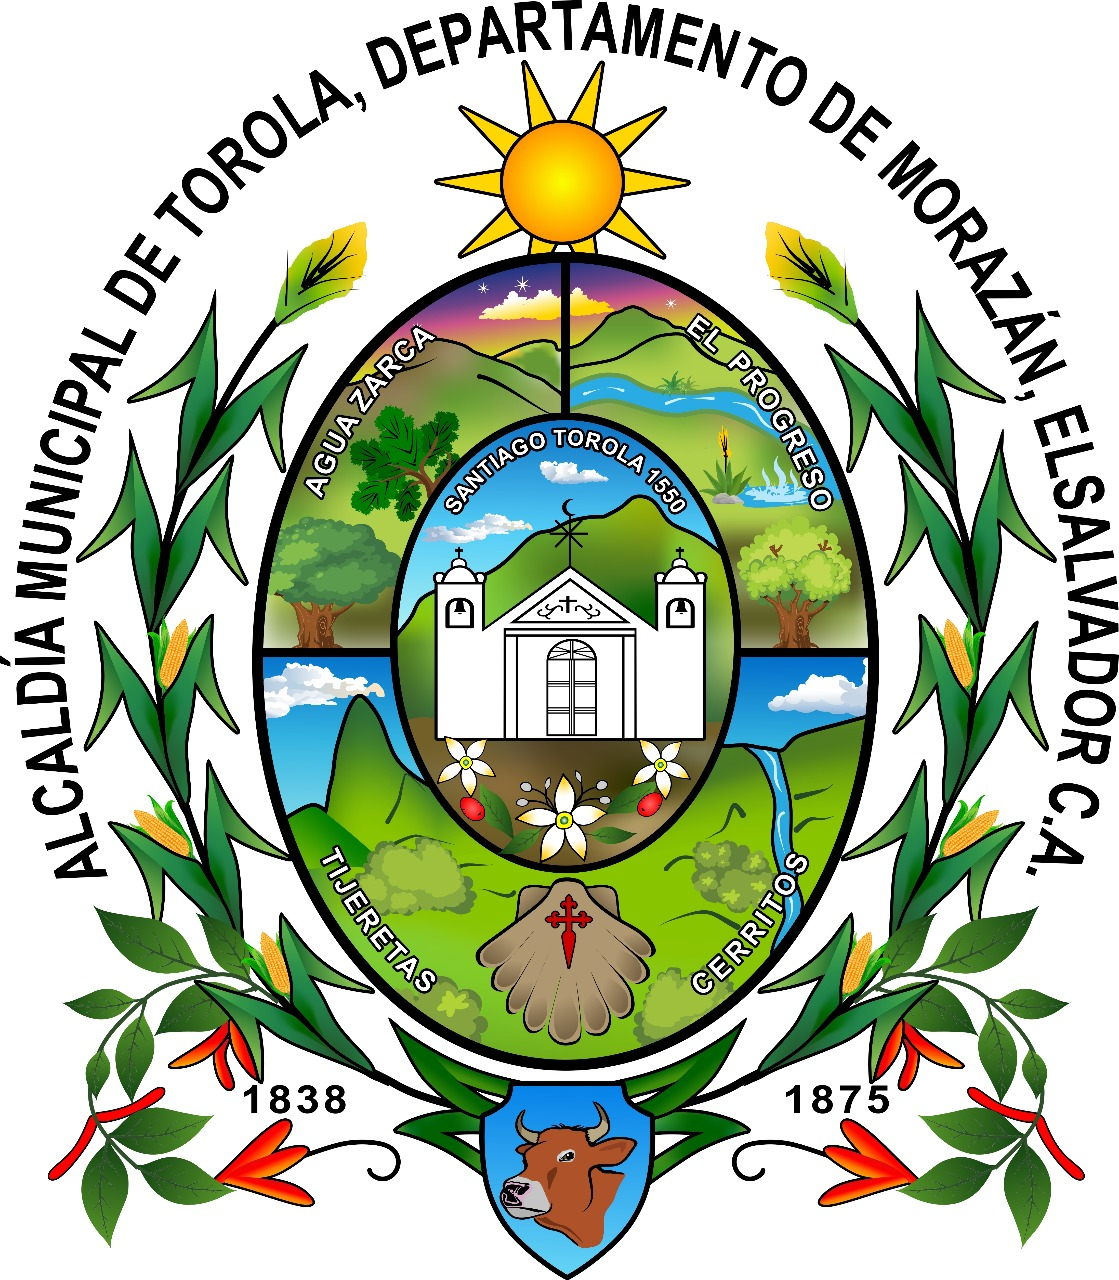 ALCALDÍA MUNICIPAL DE TOROLA, DEPARTAMENTO DE MORAZÁN, ELSALVADOR C.A.
AGUA ZARCA
EL PROGRESO
SANTIAGO TOROLA 1550
TIJERETAS
CERRITOS
1838
1875